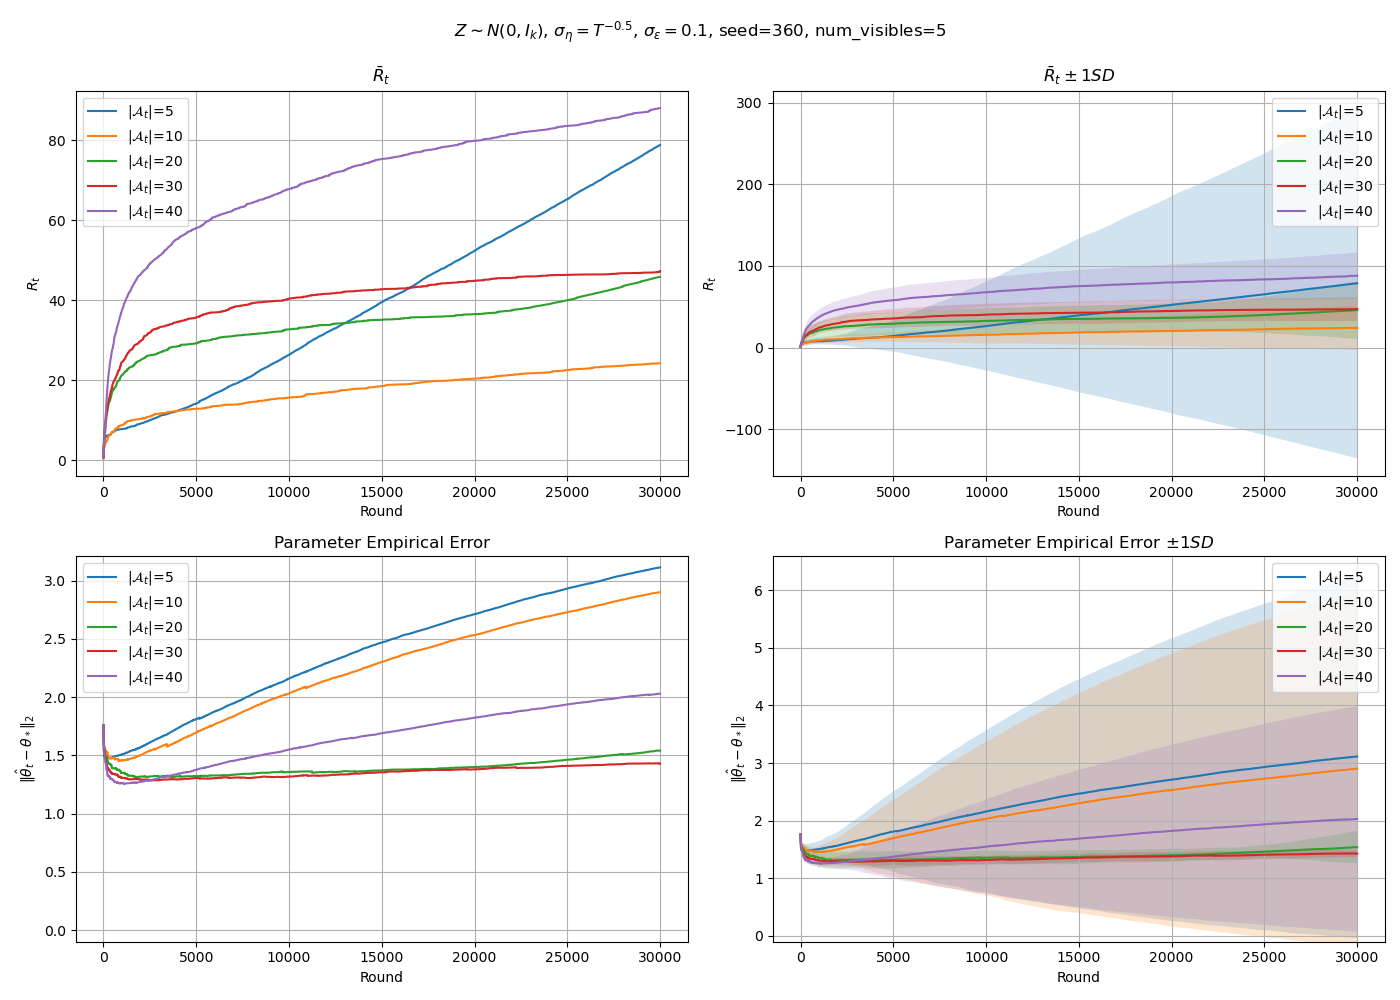 Z ~ N(0, I_k), σ_η = T^{−0.5}, σ_ε = 0.1, seed=360, num_visibles=5
R̄_t
|𝒜_t|=5
|𝒜_t|=10
|𝒜_t|=20
|𝒜_t|=30
|𝒜_t|=40
R_t
80
60
40
20
0
0 5000 10000 15000 20000 25000 30000
Round
R̄_t ± 1SD
|𝒜_t|=5
|𝒜_t|=10
|𝒜_t|=20
|𝒜_t|=30
|𝒜_t|=40
R_t
300
200
100
0
−100
0 5000 10000 15000 20000 25000 30000
Round
Parameter Empirical Error
|𝒜_t|=5
|𝒜_t|=10
|𝒜_t|=20
|𝒜_t|=30
|𝒜_t|=40
‖θ̂_t − θ_*‖_2
3.0
2.5
2.0
1.5
1.0
0.5
0.0
0 5000 10000 15000 20000 25000 30000
Round
Parameter Empirical Error ±1SD
|𝒜_t|=5
|𝒜_t|=10
|𝒜_t|=20
|𝒜_t|=30
|𝒜_t|=40
‖θ̂_t − θ_*‖_2
6
5
4
3
2
1
0
0 5000 10000 15000 20000 25000 30000
Round